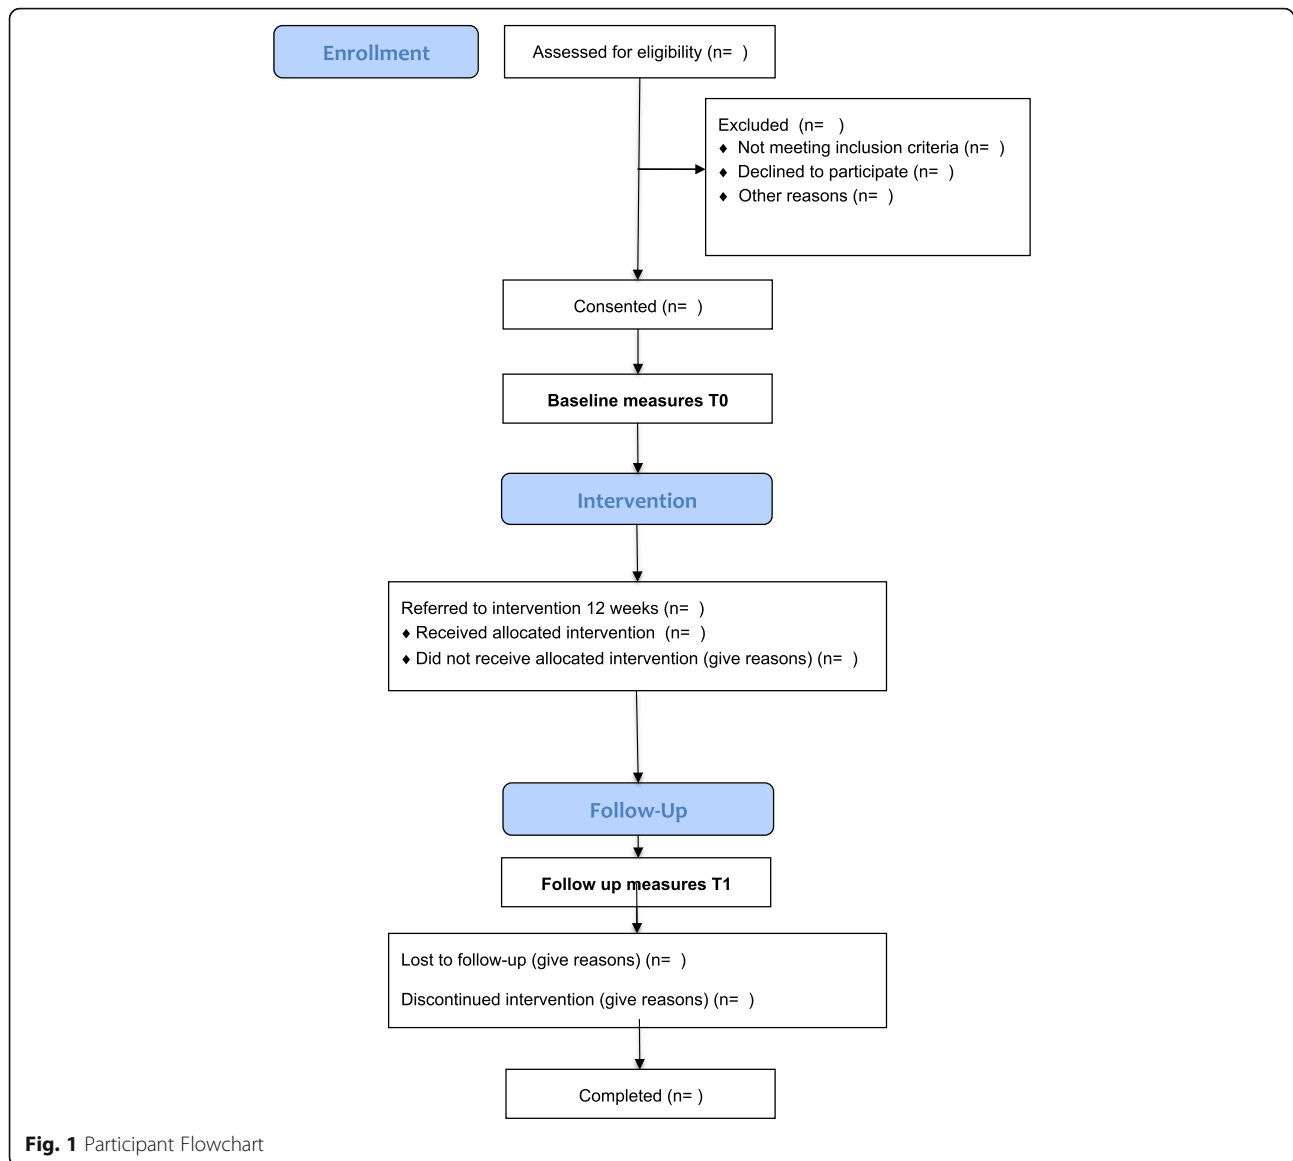 Enrollment
Assessed for eligibility (n=  )
Excluded  (n=   )
♦ Not meeting inclusion criteria (n=  )
♦ Declined to participate (n=  )
♦ Other reasons (n=  )
Consented (n=  )
Baseline measures T0
Intervention
Referred to intervention 12 weeks (n=  )
♦ Received allocated intervention  (n=  )
♦ Did not receive allocated intervention (give reasons) (n=  )
Follow-Up
Follow up measures T1
Lost to follow-up (give reasons) (n=  )
Discontinued intervention (give reasons) (n=  )
Completed (n= )
Fig. 1 Participant Flowchart